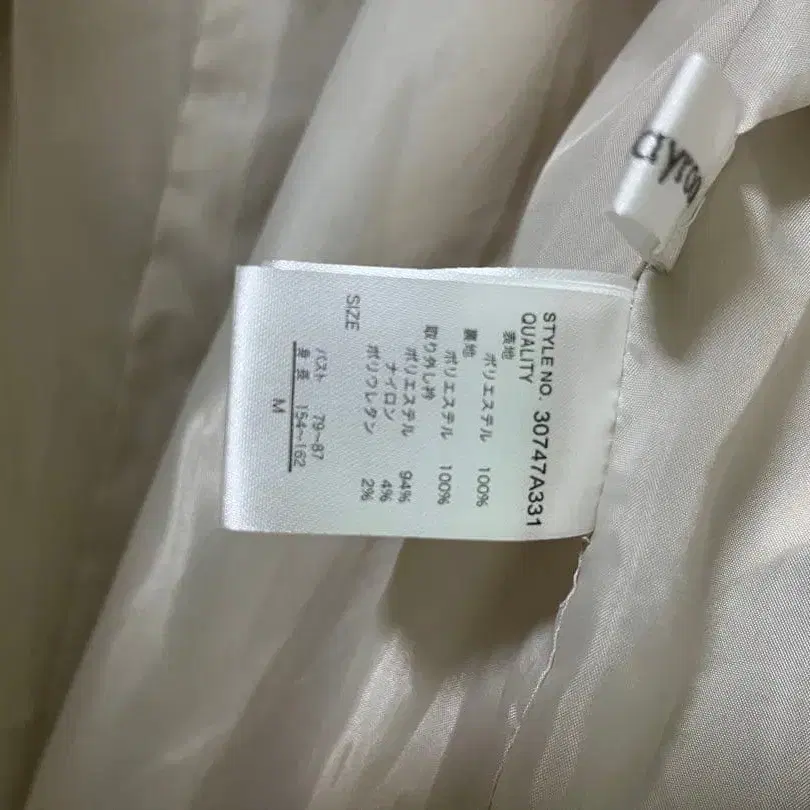 STYLE NO. 30747A331
QUALITY
表地
ポリエステル 100%
裏地
ポリエステル 100%
取り外し衿
ポリエステル 94%
ナイロン 4%
ポリウレタン 2%
SIZE
バスト 79~87
身長 154~162
M